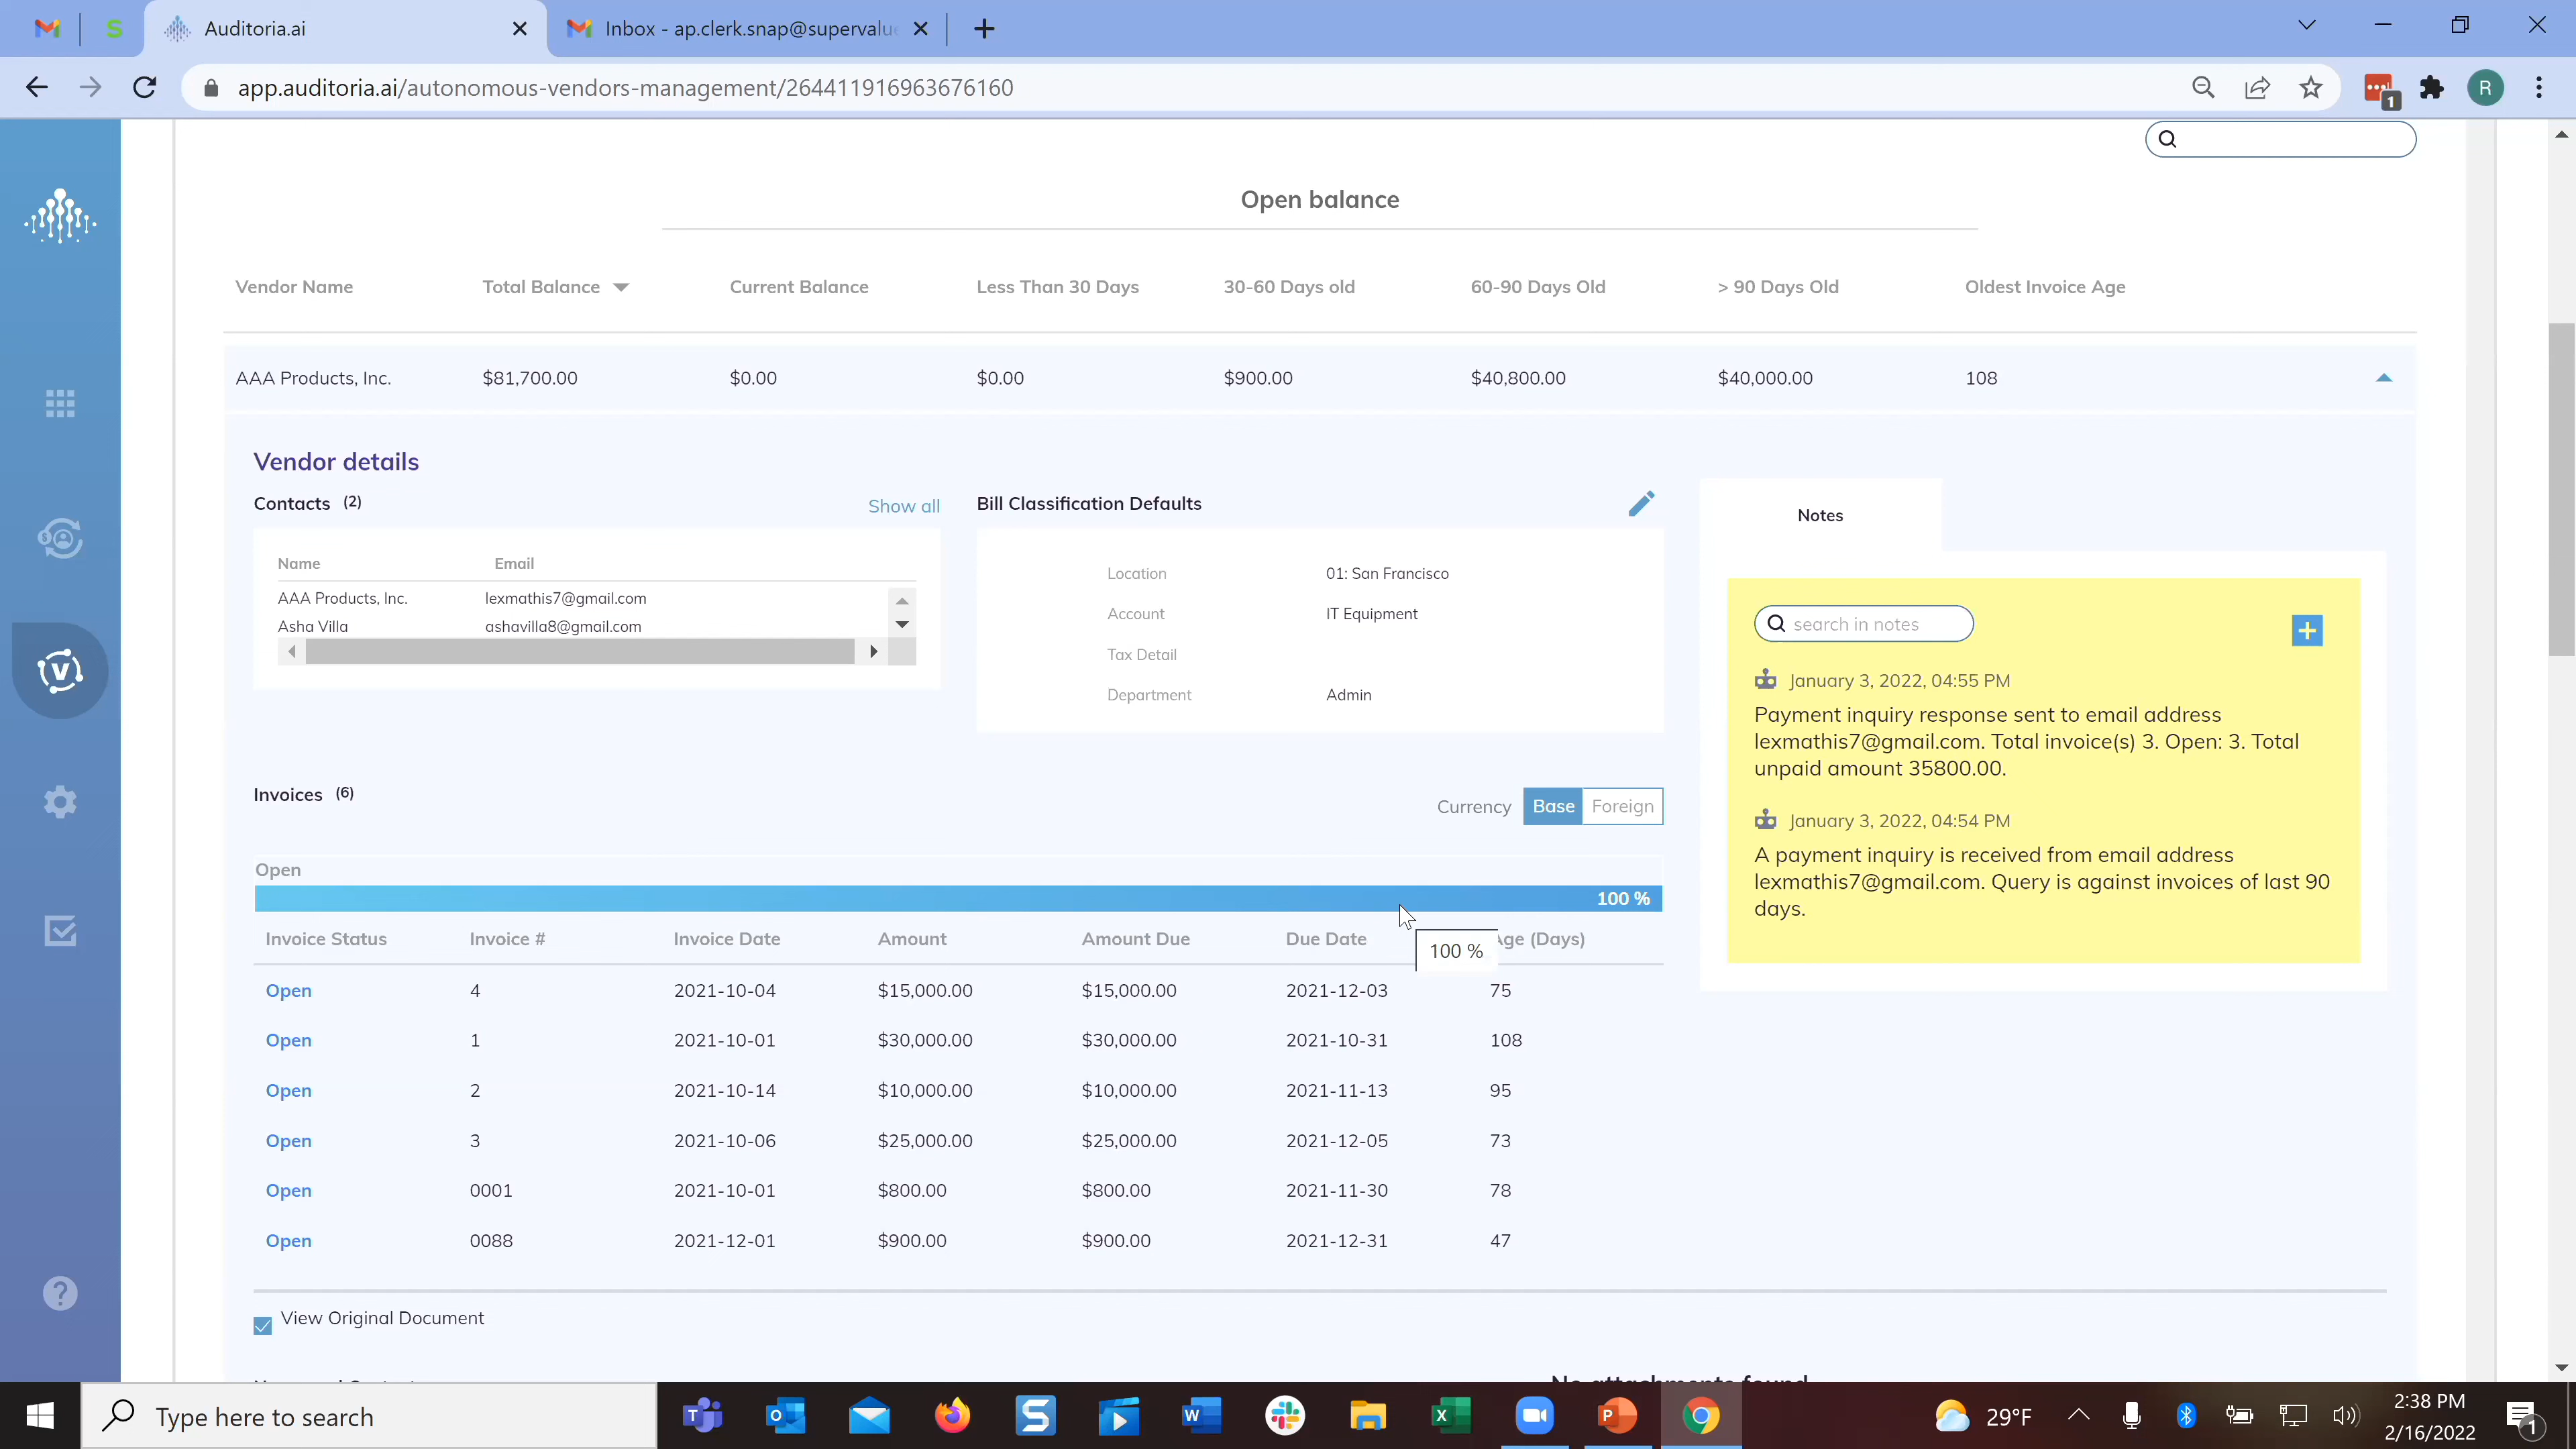 Auditoria.ai
Inbox - ap.clerk.snap@supervalu
app.auditoria.ai/autonomous-vendors-management/264411916963676160
1
R
Open balance
Vendor Name Total Balance Current Balance Less Than 30 Days 30-60 Days old 60-90 Days Old > 90 Days Old Oldest Invoice Age
AAA Products, Inc. $81,700.00 $0.00 $0.00 $900.00 $40,800.00 $40,000.00 108
Vendor details
Contacts (2) Show all
Name Email
AAA Products, Inc. lexmathis7@gmail.com
Asha Villa ashavilla8@gmail.com
Bill Classification Defaults
Location 01: San Francisco
Account IT Equipment
Tax Detail
Department Admin
Notes
search in notes
January 3, 2022, 04:55 PM
Payment inquiry response sent to email address
lexmathis7@gmail.com. Total invoice(s) 3. Open: 3. Total
unpaid amount 35800.00.
January 3, 2022, 04:54 PM
A payment inquiry is received from email address
lexmathis7@gmail.com. Query is against invoices of last 90
days.
Invoices (6) Currency Base Foreign
Open
100 %
Invoice Status Invoice # Invoice Date Amount Amount Due Due Date Age (Days)
100 %
Open 4 2021-10-04 $15,000.00 $15,000.00 2021-12-03 75
Open 1 2021-10-01 $30,000.00 $30,000.00 2021-10-31 108
Open 2 2021-10-14 $10,000.00 $10,000.00 2021-11-13 95
Open 3 2021-10-06 $25,000.00 $25,000.00 2021-12-05 73
Open 0001 2021-10-01 $800.00 $800.00 2021-11-30 78
Open 0088 2021-12-01 $900.00 $900.00 2021-12-31 47
View Original Document
No attachments found
Type here to search
29°F
2:38 PM
2/16/2022
1